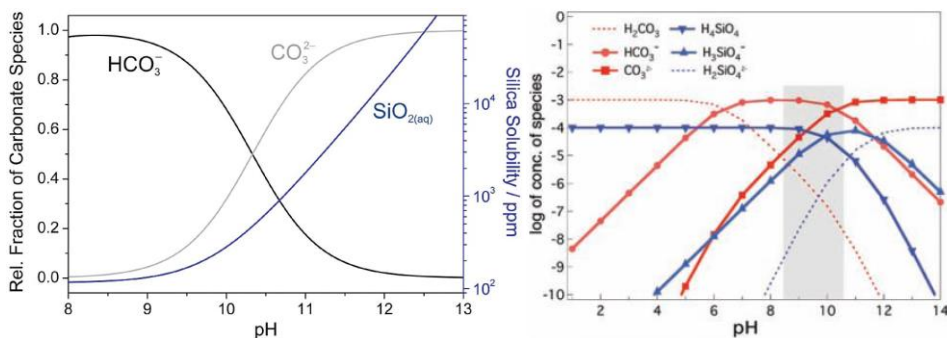 Rel. Fraction of Carbonate Species
1.0
0.8
0.6
0.4
0.2
0.0
HCO₃⁻
CO₃²⁻
SiO₂(aq)
8
9
10
11
12
13
pH
10⁴
10³
10²
Silica Solubility / ppm
log of conc. of species
-1
-2
-3
-4
-5
-6
-7
-8
-9
-10
H₂CO₃
H₄SiO₄
HCO₃⁻
H₃SiO₄⁻
CO₃²⁻
H₂SiO₄²⁻
2
4
6
8
10
12
14
pH